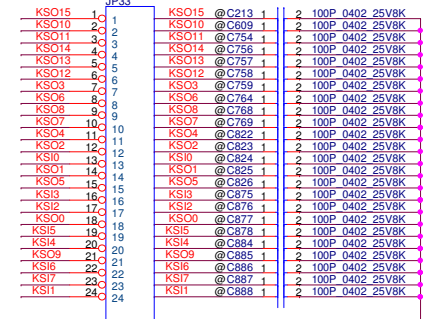 JP33
KSO15 1 1 KSO15 @C213 1 2 100P_0402_25V8K
KSO10 2 2 KSO10 @C609 1 2 100P_0402_25V8K
KSO11 3 3 KSO11 @C754 1 2 100P_0402_25V8K
KSO14 4 4 KSO14 @C756 1 2 100P_0402_25V8K
KSO13 5 5 KSO13 @C757 1 2 100P_0402_25V8K
KSO12 6 6 KSO12 @C758 1 2 100P_0402_25V8K
KSO3 7 7 KSO3 @C759 1 2 100P_0402_25V8K
KSO6 8 8 KSO6 @C764 1 2 100P_0402_25V8K
KSO8 9 9 KSO8 @C768 1 2 100P_0402_25V8K
KSO7 10 10 KSO7 @C769 1 2 100P_0402_25V8K
KSO4 11 11 KSO4 @C822 1 2 100P_0402_25V8K
KSO2 12 12 KSO2 @C823 1 2 100P_0402_25V8K
KSI0 13 13 KSI0 @C824 1 2 100P_0402_25V8K
KSO1 14 14 KSO1 @C825 1 2 100P_0402_25V8K
KSO5 15 15 KSO5 @C826 1 2 100P_0402_25V8K
KSI3 16 16 KSI3 @C875 1 2 100P_0402_25V8K
KSI2 17 17 KSI2 @C876 1 2 100P_0402_25V8K
KSO0 18 18 KSO0 @C877 1 2 100P_0402_25V8K
KSI5 19 19 KSI5 @C878 1 2 100P_0402_25V8K
KSI4 20 20 KSI4 @C884 1 2 100P_0402_25V8K
KSO9 21 21 KSO9 @C885 1 2 100P_0402_25V8K
KSI6 22 22 KSI6 @C886 1 2 100P_0402_25V8K
KSI7 23 23 KSI7 @C887 1 2 100P_0402_25V8K
KSI1 24 24 KSI1 @C888 1 2 100P_0402_25V8K